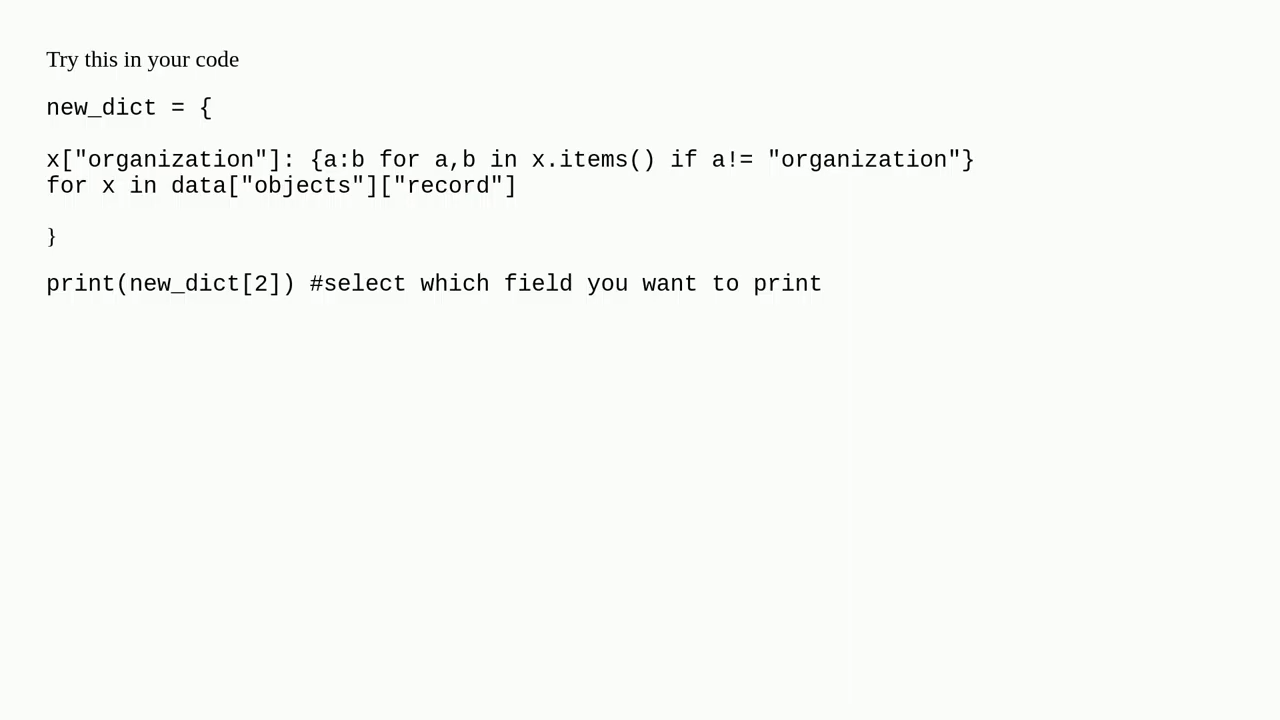 Try this in your code
new_dict = {
x["organization"]: {a:b for a,b in x.items() if a!= "organization"}
for x in data["objects"]["record"]
}
print(new_dict[2]) #select which field you want to print